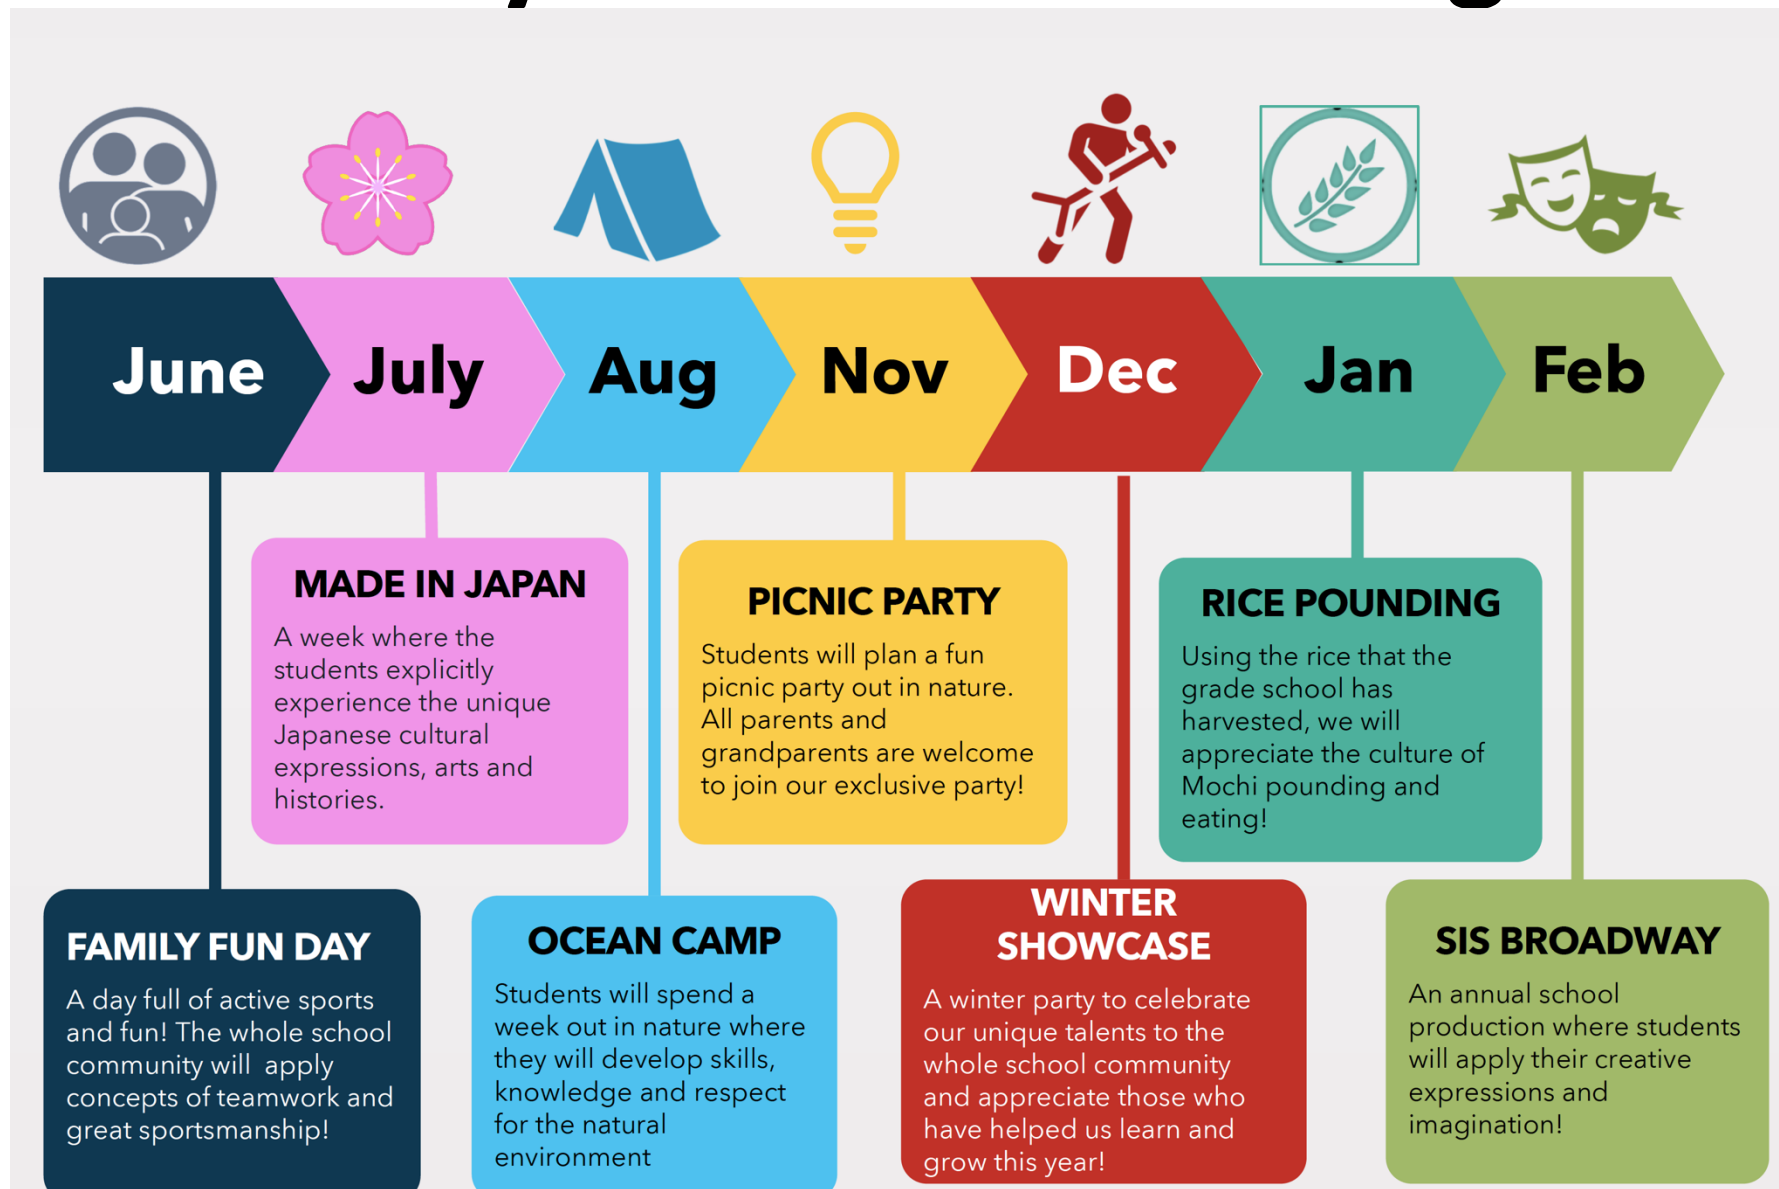 June
July
Aug
Nov
Dec
Jan
Feb
MADE IN JAPAN
A week where the
students explicitly
experience the unique
Japanese cultural
expressions, arts and
histories.
PICNIC PARTY
Students will plan a fun
picnic party out in nature.
All parents and
grandparents are welcome
to join our exclusive party!
RICE POUNDING
Using the rice that the
grade school has
harvested, we will
appreciate the culture of
Mochi pounding and
eating!
FAMILY FUN DAY
A day full of active sports
and fun! The whole school
community will  apply
concepts of teamwork and
great sportsmanship!
OCEAN CAMP
Students will spend a
week out in nature where
they will develop skills,
knowledge and respect
for the natural
environment
WINTER
SHOWCASE
A winter party to celebrate
our unique talents to the
whole school community
and appreciate those who
have helped us learn and
grow this year!
SIS BROADWAY
An annual school
production where students
will apply their creative
expressions and
imagination!